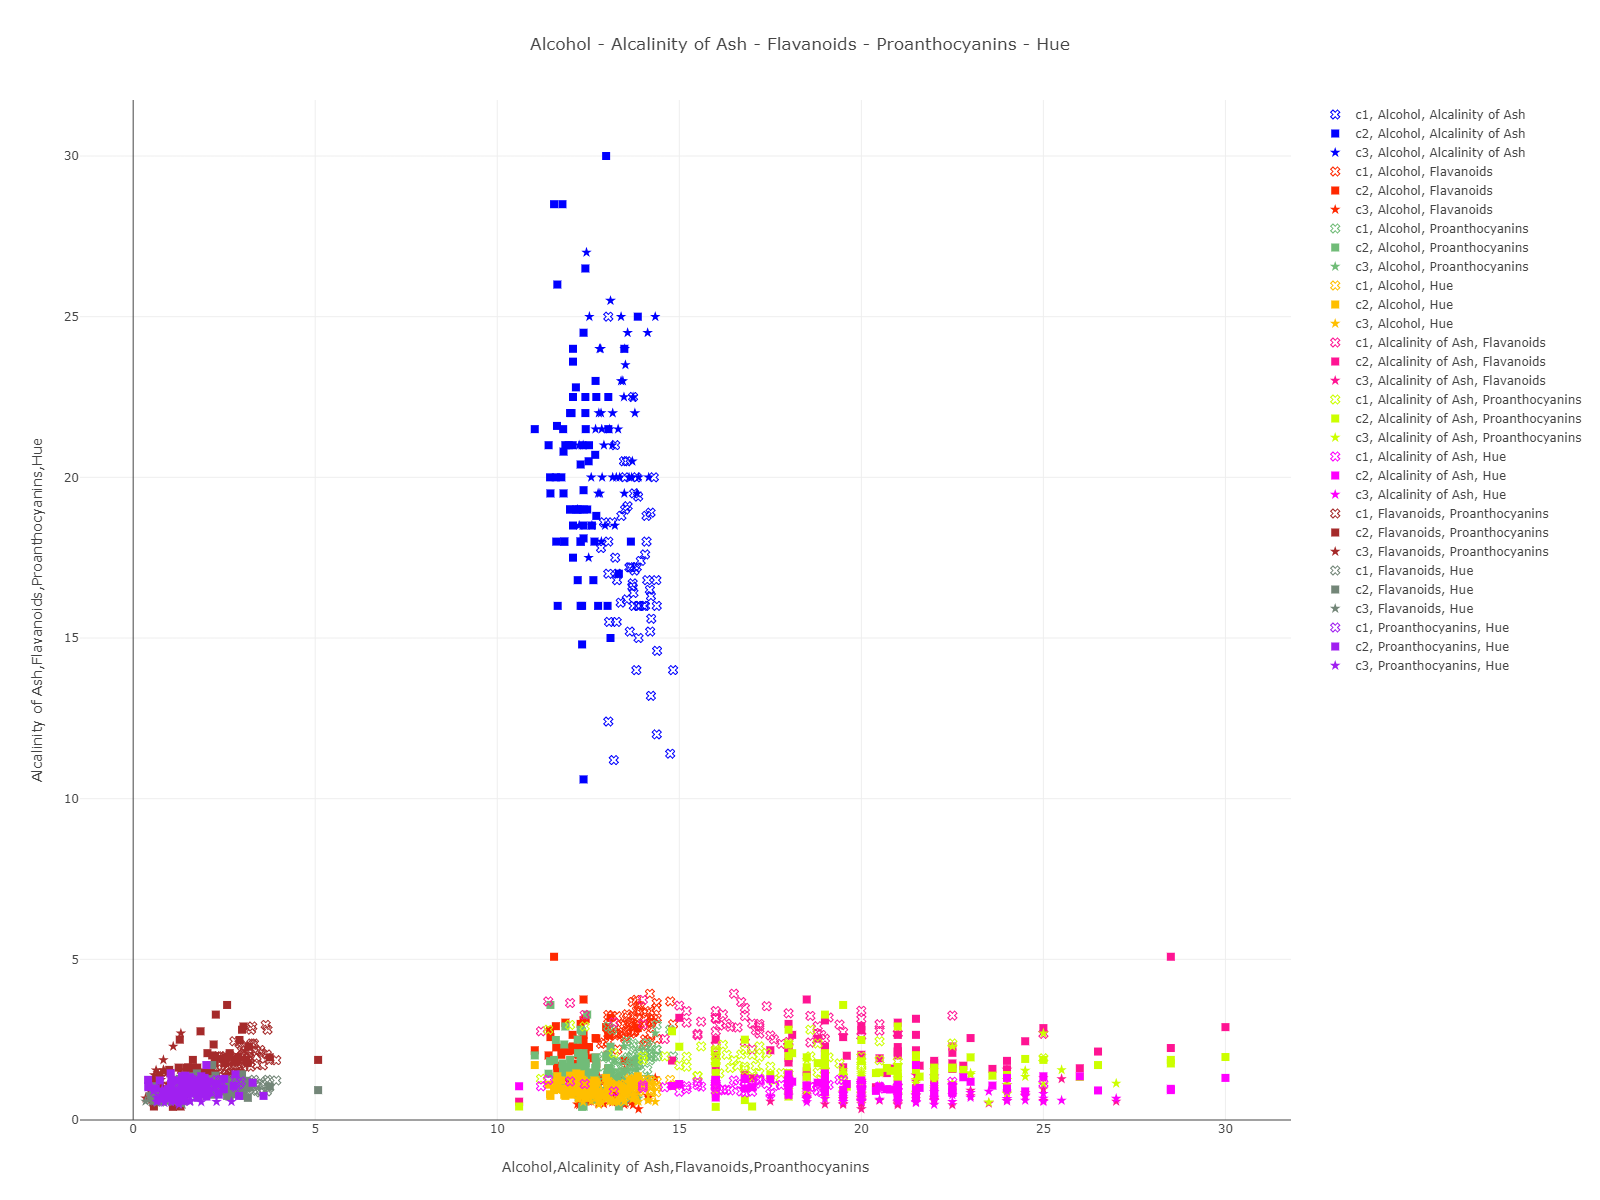 Alcohol - Alcalinity of Ash - Flavanoids - Proanthocyanins - Hue
Alcalinity of Ash,Flavanoids,Proanthocyanins,Hue
30
25
20
15
10
5
0
0
5
10
15
20
25
30
Alcohol,Alcalinity of Ash,Flavanoids,Proanthocyanins
c1, Alcohol, Alcalinity of Ash
c2, Alcohol, Alcalinity of Ash
c3, Alcohol, Alcalinity of Ash
c1, Alcohol, Flavanoids
c2, Alcohol, Flavanoids
c3, Alcohol, Flavanoids
c1, Alcohol, Proanthocyanins
c2, Alcohol, Proanthocyanins
c3, Alcohol, Proanthocyanins
c1, Alcohol, Hue
c2, Alcohol, Hue
c3, Alcohol, Hue
c1, Alcalinity of Ash, Flavanoids
c2, Alcalinity of Ash, Flavanoids
c3, Alcalinity of Ash, Flavanoids
c1, Alcalinity of Ash, Proanthocyanins
c2, Alcalinity of Ash, Proanthocyanins
c3, Alcalinity of Ash, Proanthocyanins
c1, Alcalinity of Ash, Hue
c2, Alcalinity of Ash, Hue
c3, Alcalinity of Ash, Hue
c1, Flavanoids, Proanthocyanins
c2, Flavanoids, Proanthocyanins
c3, Flavanoids, Proanthocyanins
c1, Flavanoids, Hue
c2, Flavanoids, Hue
c3, Flavanoids, Hue
c1, Proanthocyanins, Hue
c2, Proanthocyanins, Hue
c3, Proanthocyanins, Hue